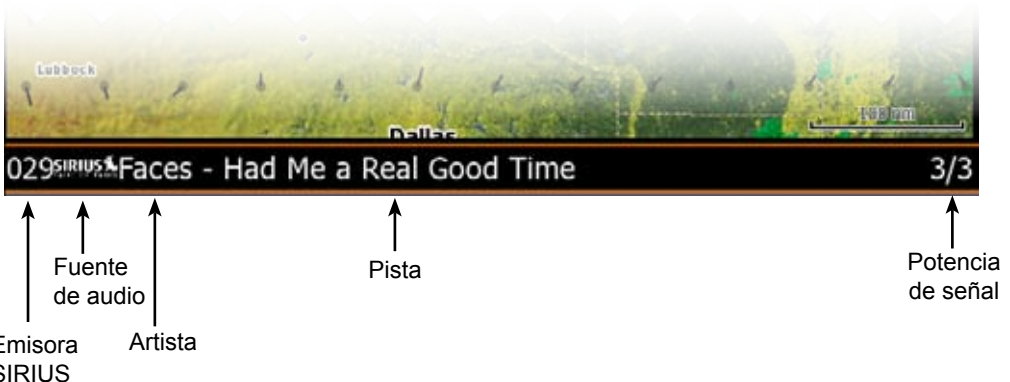 Lubbock
Dallas
029 SIRIUS Faces - Had Me a Real Good Time 3/3
Fuente
de audio
Pista
Potencia
de señal
Emisora
SIRIUS
Artista